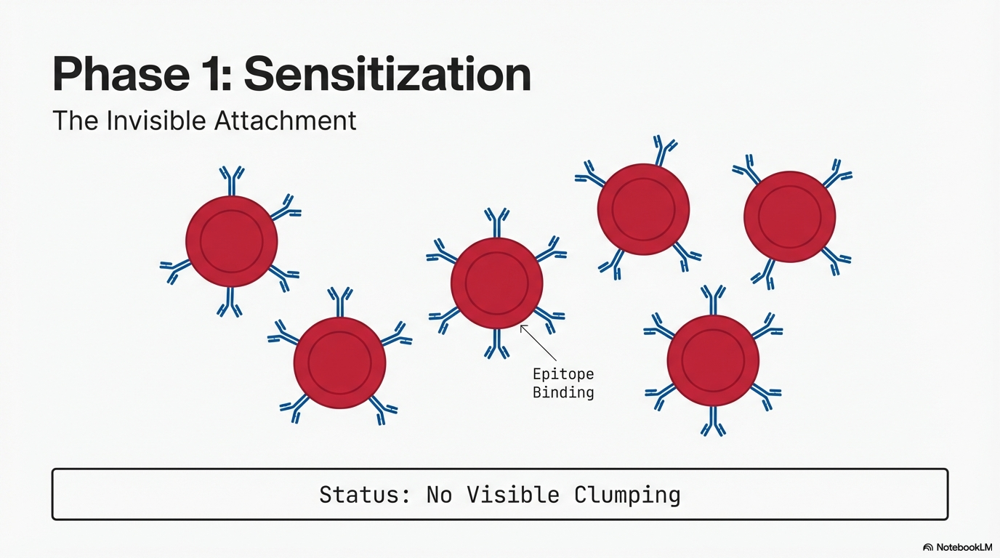 Phase 1: Sensitization
The Invisible Attachment
Epitope
Binding
Status: No Visible Clumping
NotebookLM